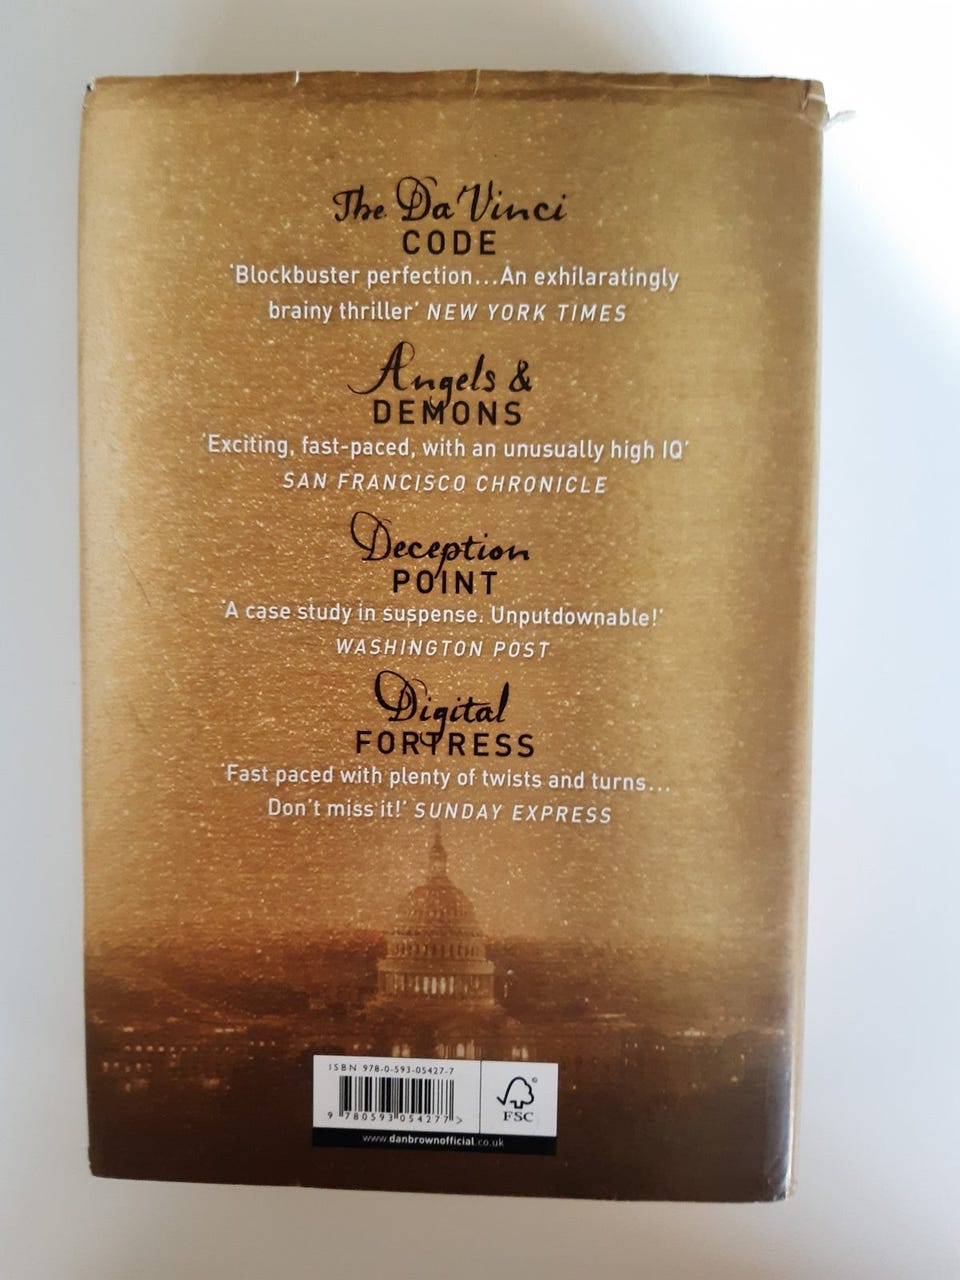 The Da Vinci
CODE
'Blockbuster perfection...An exhilaratingly
brainy thriller' NEW YORK TIMES
Angels &
DEMONS
'Exciting, fast-paced, with an unusually high IQ'
SAN FRANCISCO CHRONICLE
Deception
POINT
'A case study in suspense. Unputdownable!'
WASHINGTON POST
Digital
FORTRESS
'Fast paced with plenty of twists and turns...
Don't miss it!' SUNDAY EXPRESS
ISBN 978-0-593-05427-7
9 780593 054277 >
FSC
www.danbrownofficial.co.uk